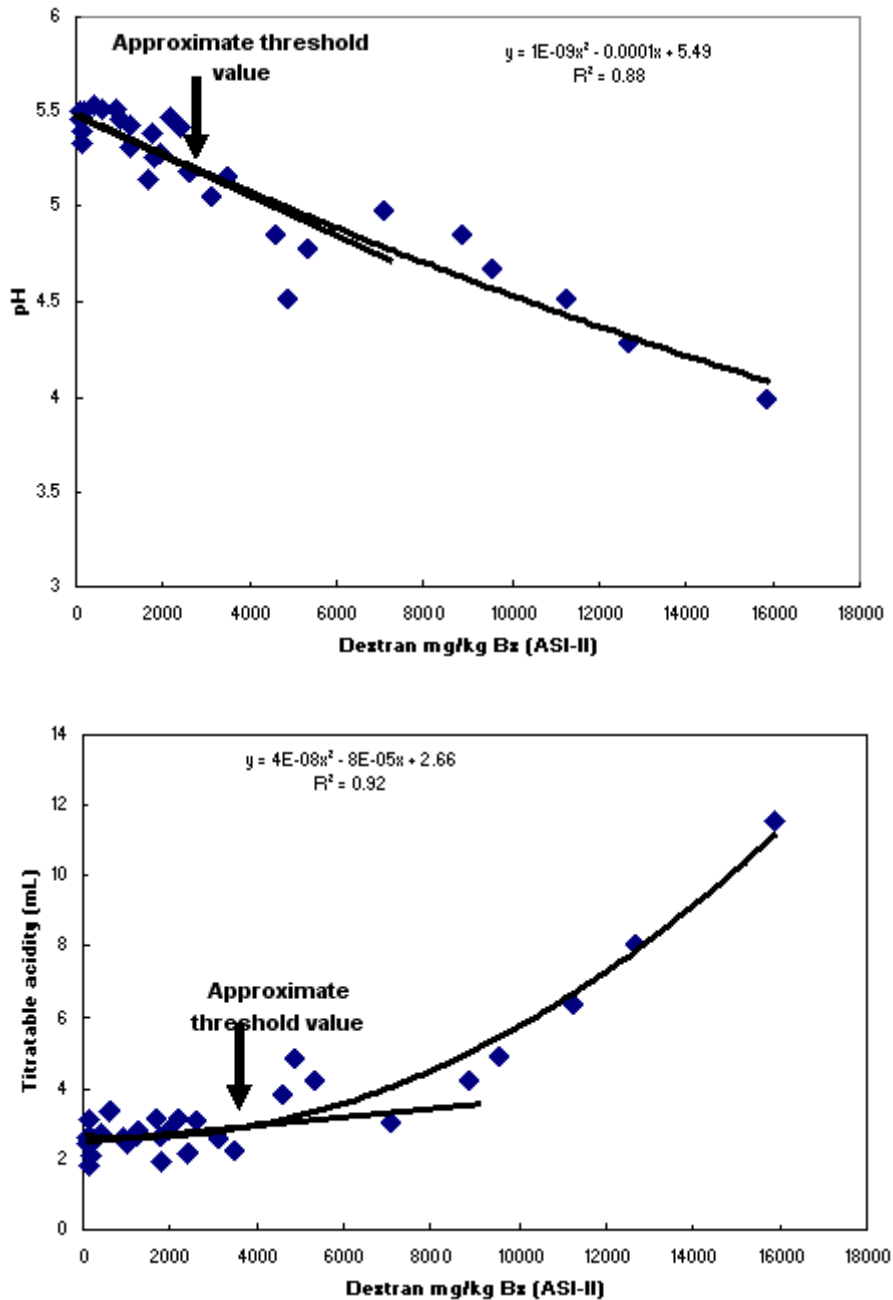 6
Approximate threshold
value
y = 1E-09x² - 0.0001x + 5.49
R² = 0.88
5.5
5
pH
4.5
4
3.5
3
0 2000 4000 6000 8000 10000 12000 14000 16000 18000
Dextran mg/kg Bx (ASI-II)
14
y = 4E-08x² - 8E-05x + 2.66
R² = 0.92
12
10
Titratable acidity (mL)
8
Approximate
threshold value
6
4
2
0
0 2000 4000 6000 8000 10000 12000 14000 16000 18000
Dextran mg/kg Bx (ASI-II)